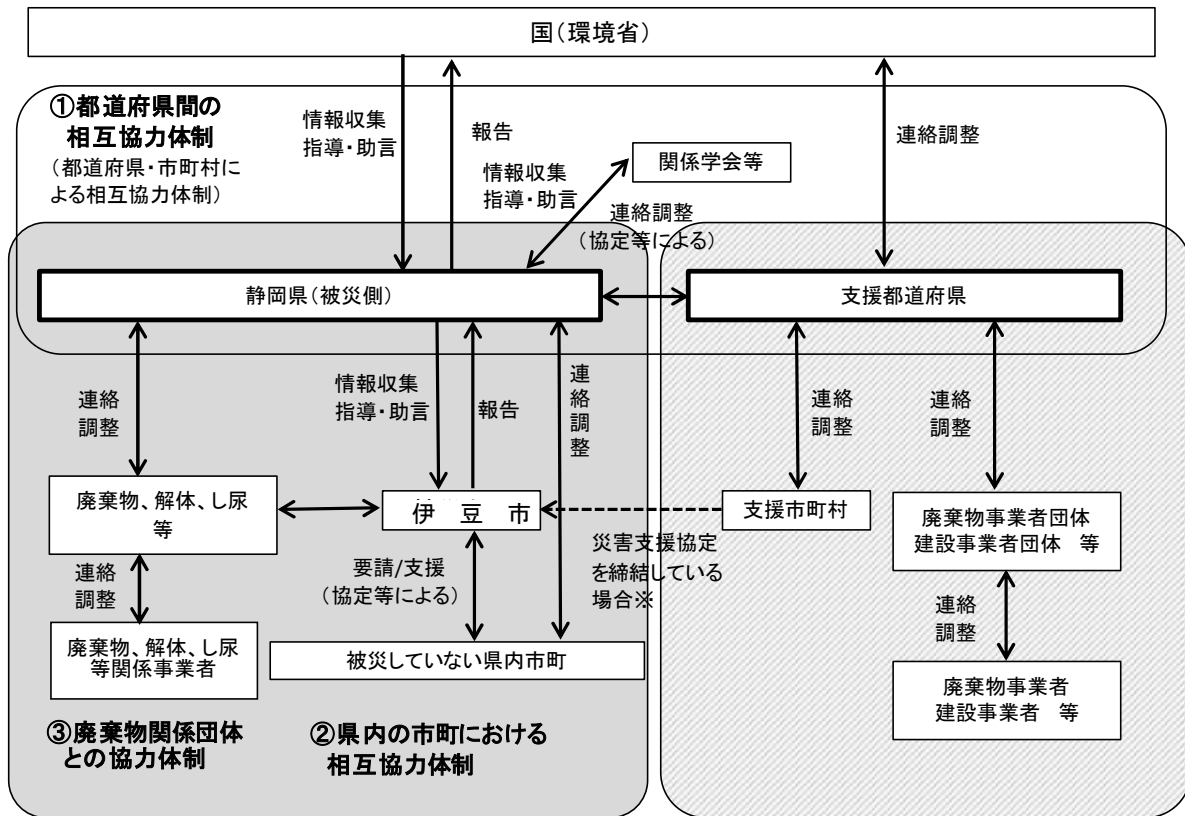 国（環境省）
①都道府県間の
相互協力体制
（都道府県・市町村に
よる相互協力体制）
情報収集
指導・助言
報告
情報収集
指導・助言
関係学会等
連絡調整
連絡調整
（協定等による）
静岡県（被災側）
支援都道府県
連絡
調整
情報収集
指導・助言
報告
連
絡
調
整
連絡
調整
連絡
調整
廃棄物、解体、し尿
等
伊　豆　市
支援市町村
廃棄物事業者団体
建設事業者団体　等
連絡
調整
要請/支援
（協定等による）
災害支援協定
を締結している
場合※
連絡
調整
廃棄物、解体、し尿
等関係事業者
被災していない県内市町
廃棄物事業者
建設事業者　等
③廃棄物関係団体
との協力体制
②県内の市町における
相互協力体制